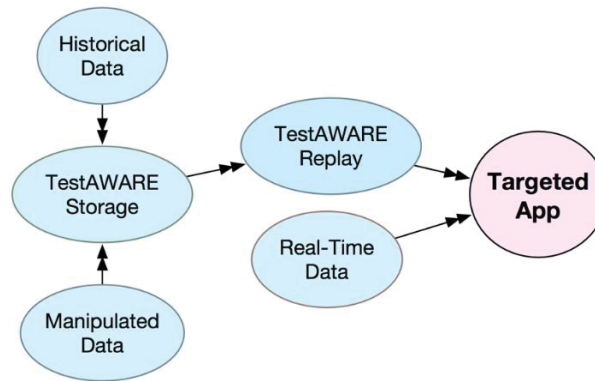 Historical
Data
TestAWARE
Storage
Manipulated
Data
TestAWARE
Replay
Real-Time
Data
Targeted
App